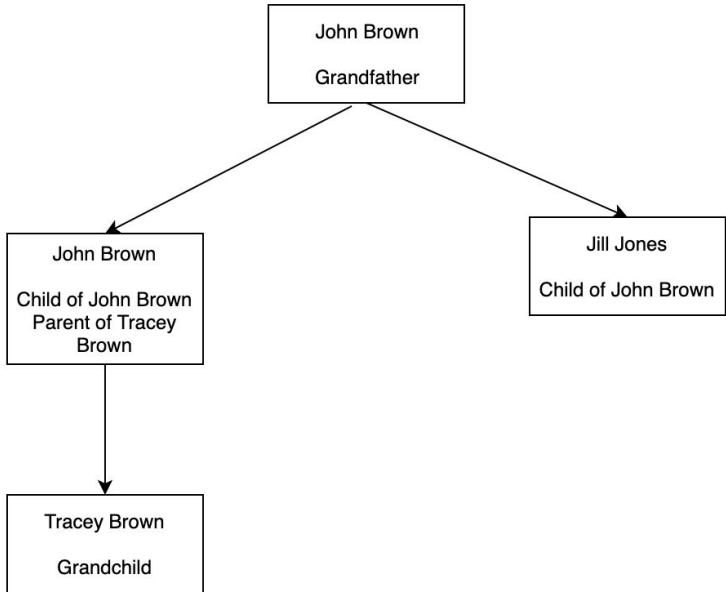 John Brown
Grandfather
John Brown
Child of John Brown
Parent of Tracey
Brown
Jill Jones
Child of John Brown
Tracey Brown
Grandchild